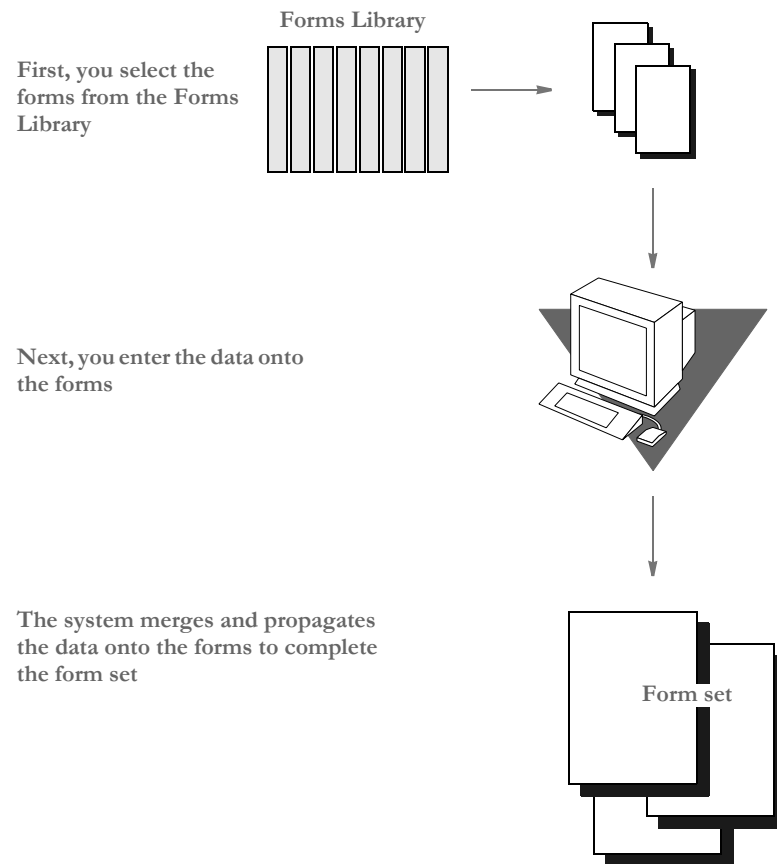 Forms Library
First, you select the
forms from the Forms
Library
Next, you enter the data onto
the forms
The system merges and propagates
the data onto the forms to complete
the form set
Form set